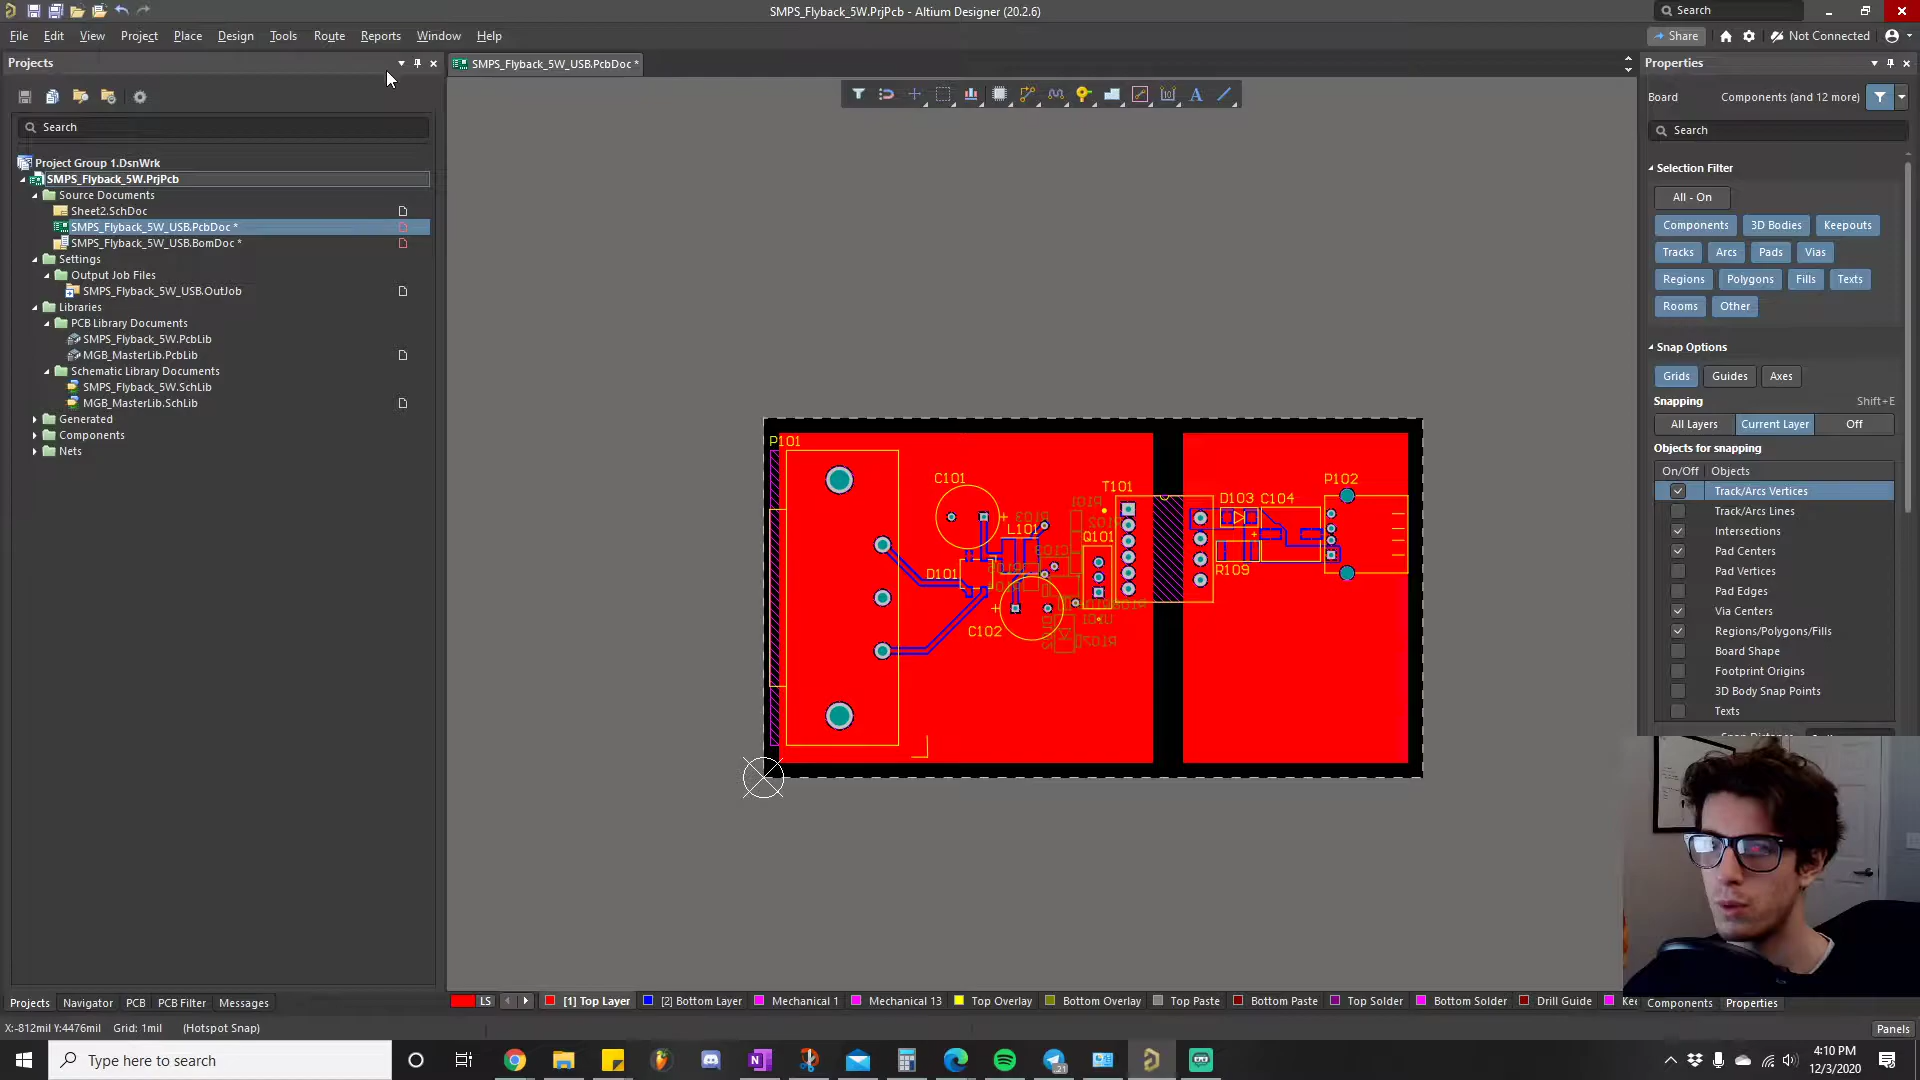 SMPS_Flyback_5W.PrjPcb - Altium Designer (20.2.6)
Search
File Edit View Project Place Design Tools Route Reports Window Help
Share Not Connected
Projects
SMPS_Flyback_5W_USB.PcbDoc *
Properties
Board Components (and 12 more)
Search
Search
Project Group 1.DsnWrk
SMPS_Flyback_5W.PrjPcb
Source Documents
Sheet2.SchDoc
SMPS_Flyback_5W_USB.PcbDoc *
SMPS_Flyback_5W_USB.BomDoc *
Settings
Output Job Files
SMPS_Flyback_5W_USB.OutJob
Libraries
PCB Library Documents
SMPS_Flyback_5W.PcbLib
MGB_MasterLib.PcbLib
Schematic Library Documents
SMPS_Flyback_5W.SchLib
MGB_MasterLib.SchLib
Generated
Components
Nets
P101
C101
T101
D103 C104
P102
R101
R103
R102
L101
Q101
D101
R109
C102
U101
R107
Selection Filter
All - On
Components 3D Bodies Keepouts
Tracks Arcs Pads Vias
Regions Polygons Fills Texts
Rooms Other
Snap Options
Grids Guides Axes
Snapping Shift+E
All Layers Current Layer Off
Objects for snapping
On/Off Objects
Track/Arcs Vertices
Track/Arcs Lines
Intersections
Pad Centers
Pad Vertices
Pad Edges
Via Centers
Regions/Polygons/Fills
Board Shape
Footprint Origins
3D Body Snap Points
Texts
Projects Navigator PCB PCB Filter Messages
LS [1] Top Layer [2] Bottom Layer Mechanical 1 Mechanical 13 Top Overlay Bottom Overlay Top Paste Bottom Paste Top Solder Bottom Solder Drill Guide
Components Properties
X:-812mil Y:4476mil Grid: 1mil (Hotspot Snap)
Panels
Type here to search
21
4:10 PM
12/3/2020